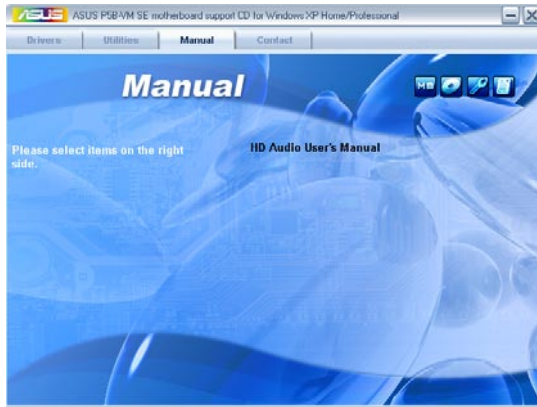 ASUS ASUS P5B-VM SE motherboard support CD for Windows XP Home/Professional
Drivers Utilities Manual Contact
Manual
Please select items on the right
side.
HD Audio User's Manual